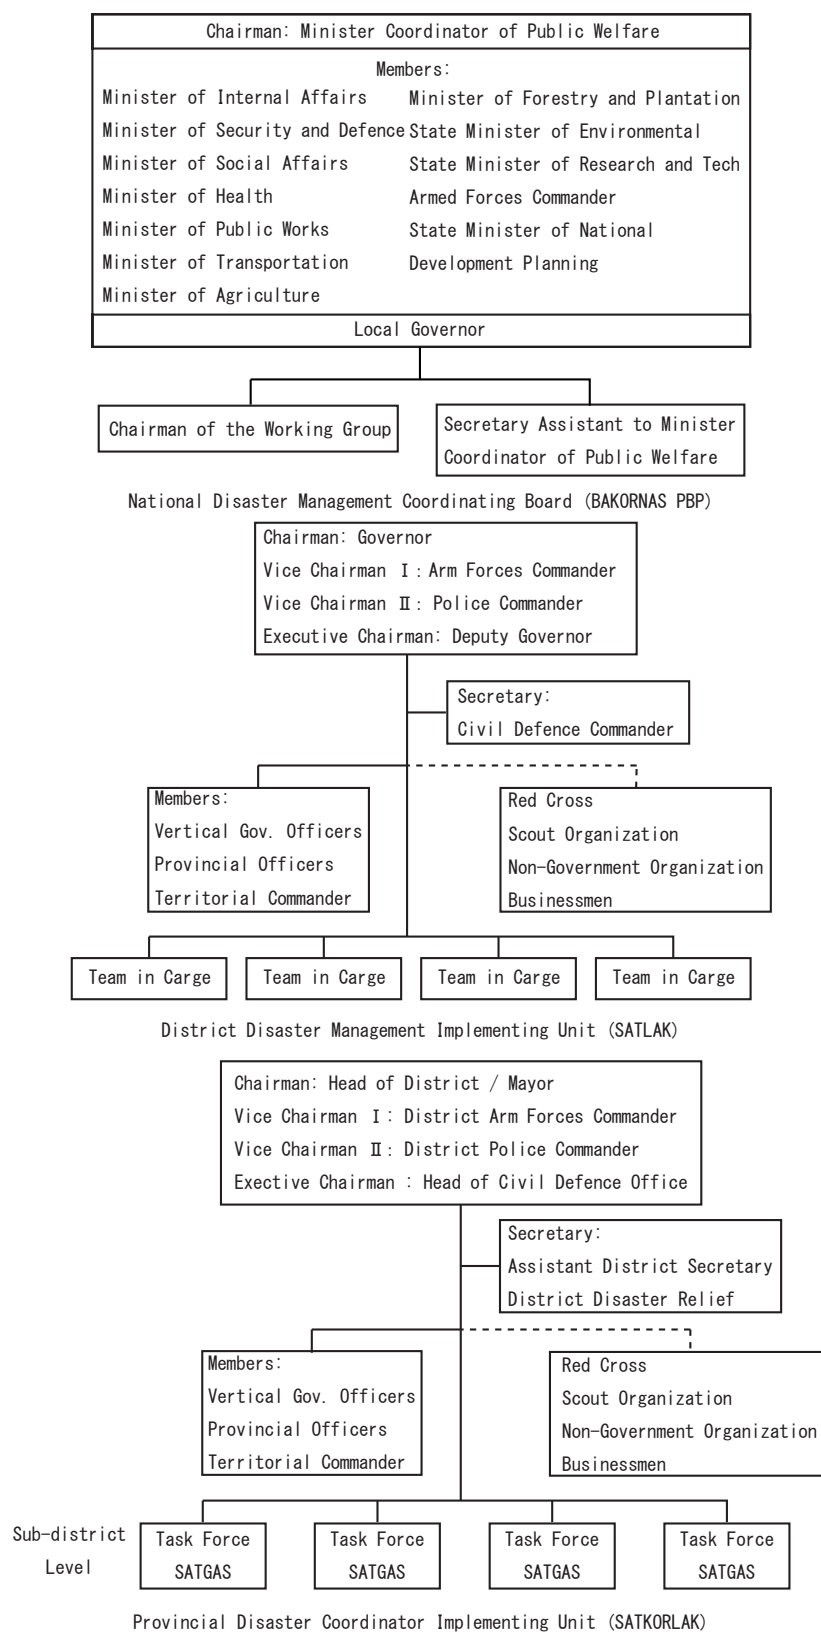 Chairman: Minister Coordinator of Public Welfare
Members:
Minister of Internal Affairs
Minister of Security and Defence
Minister of Social Affairs
Minister of Health
Minister of Public Works
Minister of Transportation
Minister of Agriculture
Minister of Forestry and Plantation
State Minister of Environmental
State Minister of Research and Tech
Armed Forces Commander
State Minister of National
Development Planning
Local Governor
Chairman of the Working Group
Secretary Assistant to Minister
Coordinator of Public Welfare
National Disaster Management Coordinating Board (BAKORNAS PBP)
Chairman: Governor
Vice Chairman Ⅰ: Arm Forces Commander
Vice Chairman Ⅱ: Police Commander
Executive Chairman: Deputy Governor
Secretary:
Civil Defence Commander
Members:
Vertical Gov. Officers
Provincial Officers
Territorial Commander
Red Cross
Scout Organization
Non-Government Organization
Businessmen
Team in Carge
Team in Carge
Team in Carge
Team in Carge
District Disaster Management Implementing Unit (SATLAK)
Chairman: Head of District / Mayor
Vice Chairman Ⅰ: District Arm Forces Commander
Vice Chairman Ⅱ: District Police Commander
Exective Chairman : Head of Civil Defence Office
Secretary:
Assistant District Secretary
District Disaster Relief
Members:
Vertical Gov. Officers
Provincial Officers
Territorial Commander
Red Cross
Scout Organization
Non-Government Organization
Businessmen
Sub-district
Level
Task Force
SATGAS
Task Force
SATGAS
Task Force
SATGAS
Task Force
SATGAS
Provincial Disaster Coordinator Implementing Unit (SATKORLAK)